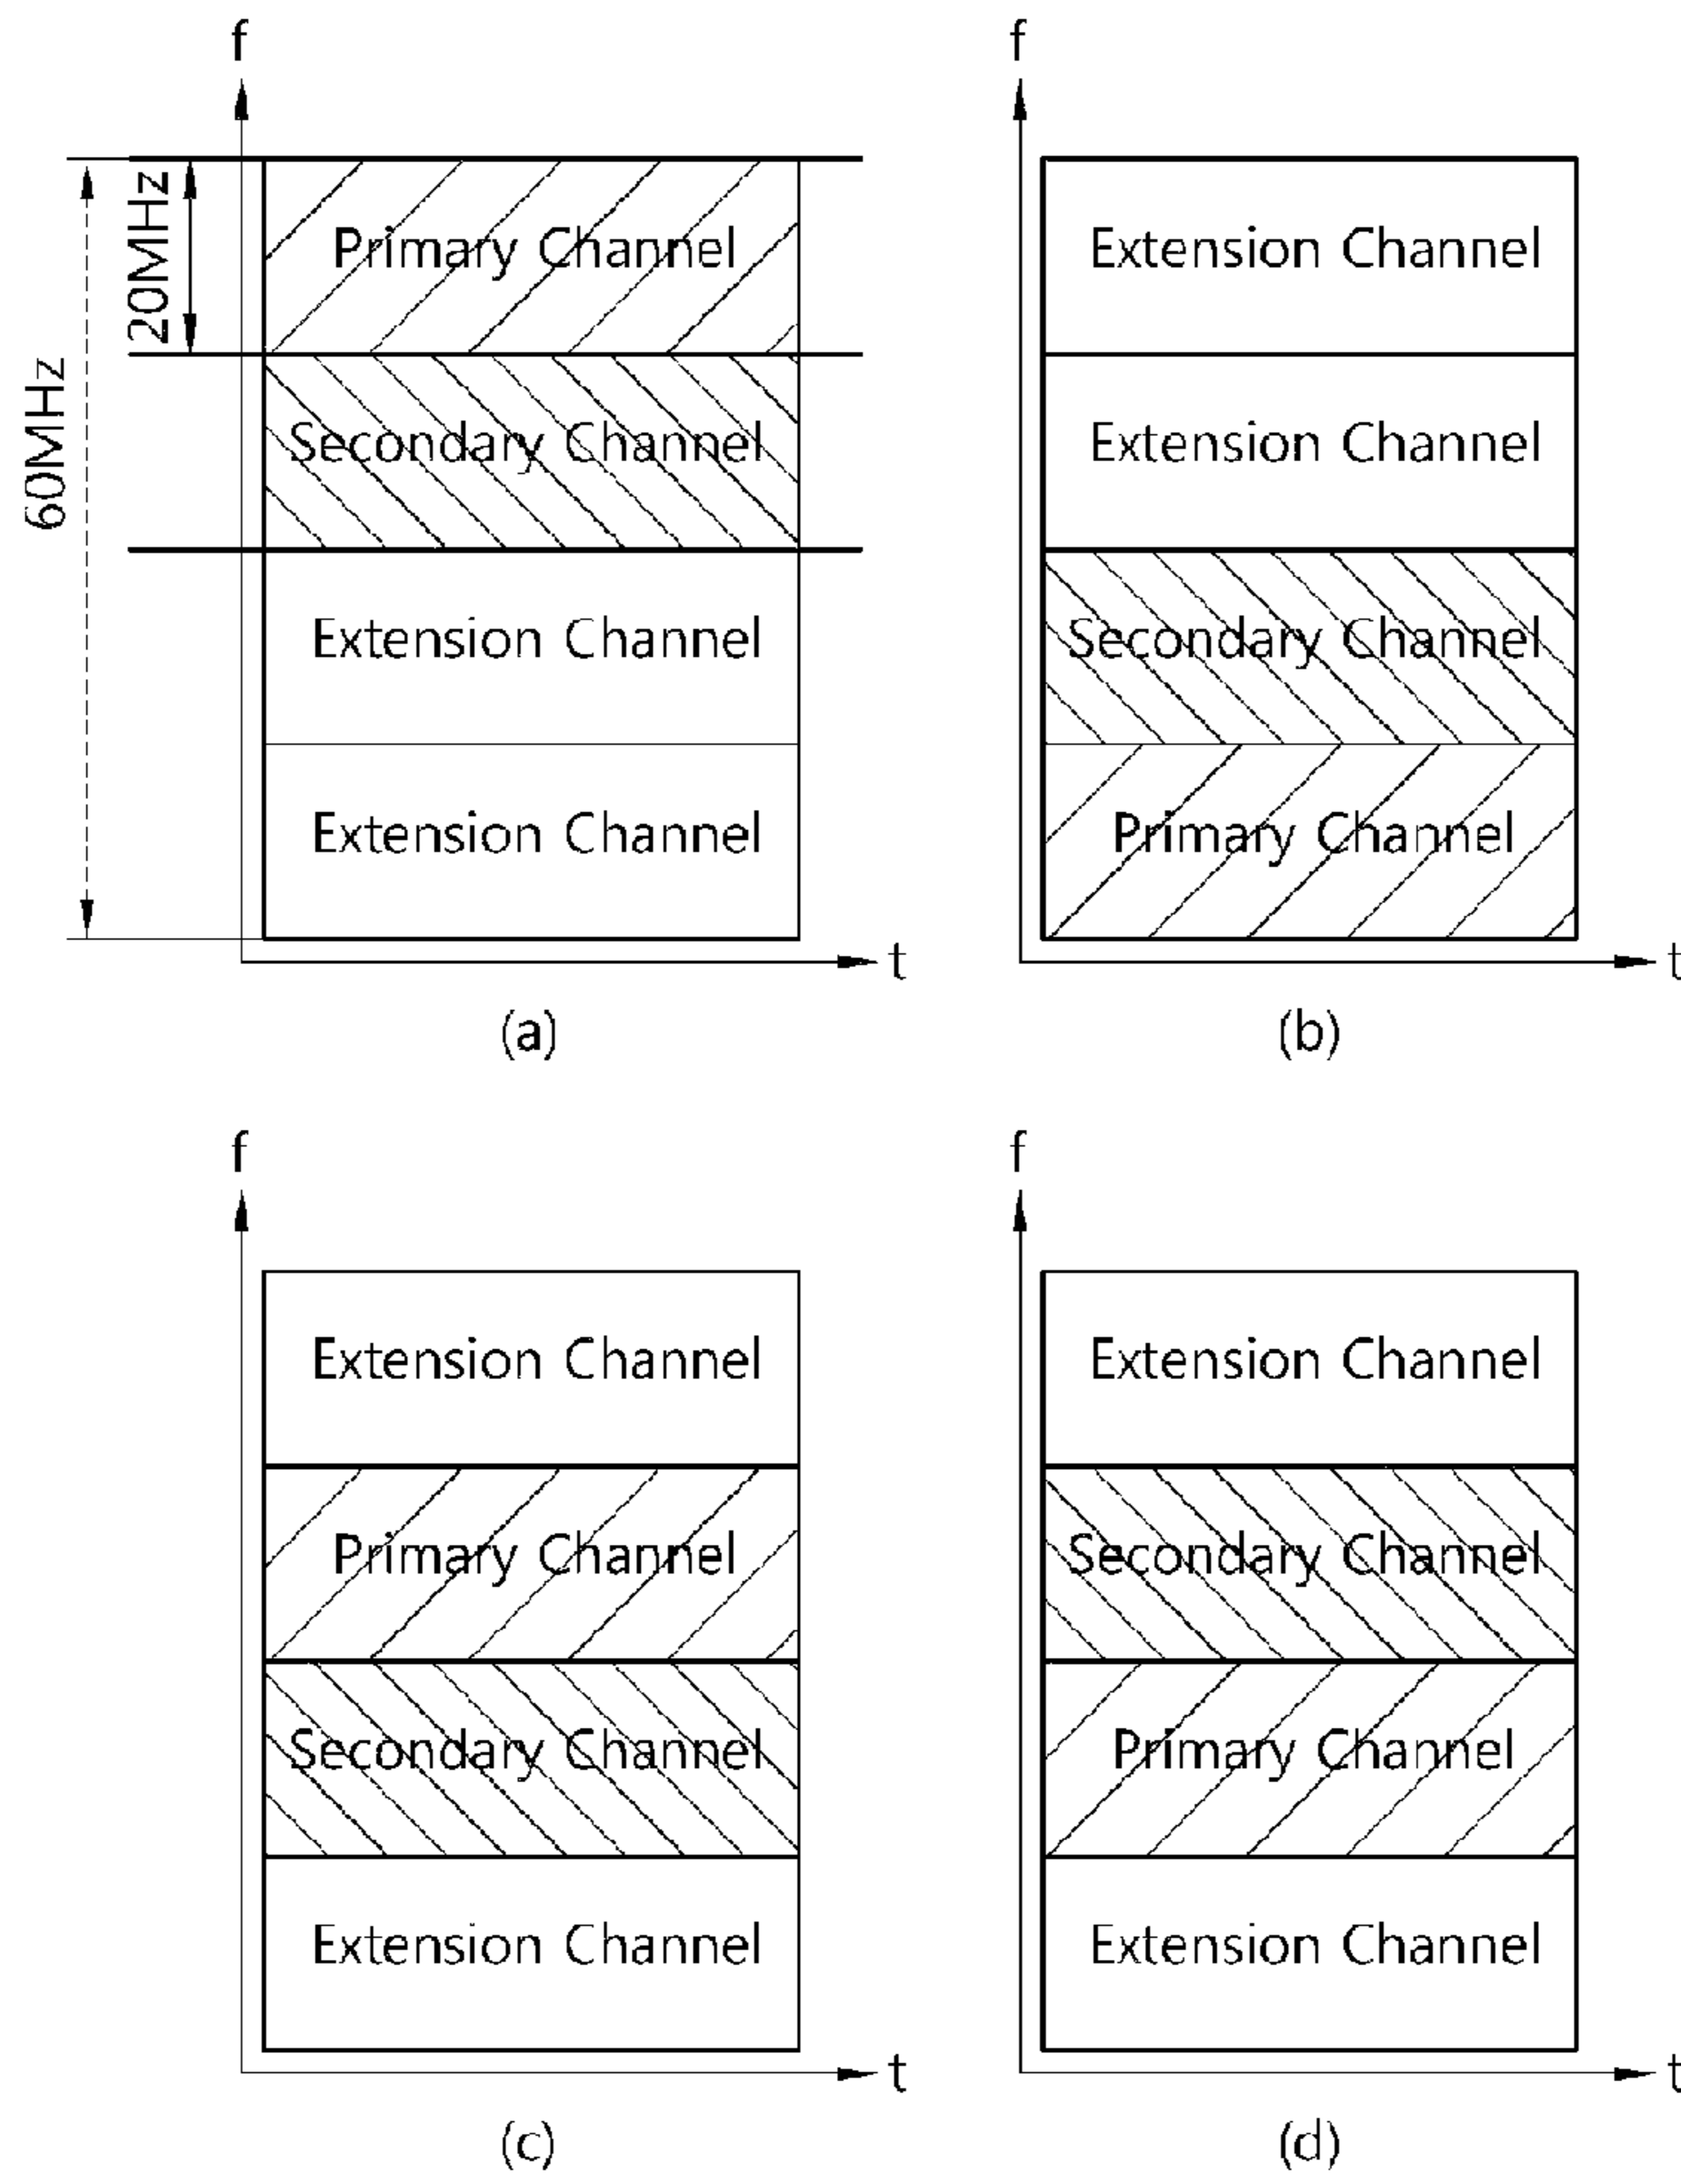 f
60MHz
20MHz
Primary Channel
Secondary Channel
Extension Channel
Extension Channel
t
(a)
f
Extension Channel
Extension Channel
Secondary Channel
Primary Channel
t
(b)
f
Extension Channel
Primary Channel
Secondary Channel
Extension Channel
t
(c)
f
Extension Channel
Secondary Channel
Primary Channel
Extension Channel
t
(d)